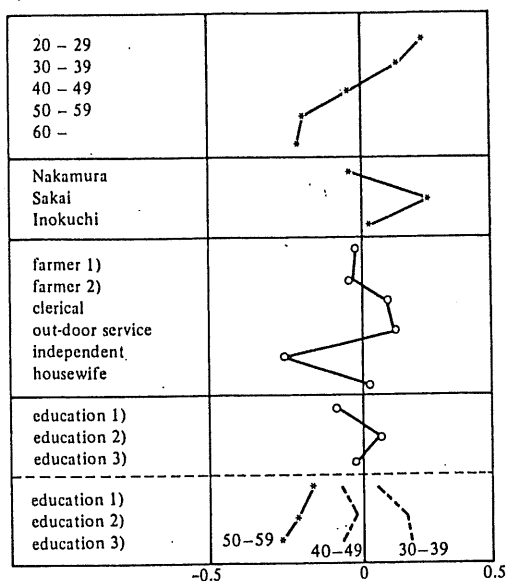 20 – 29
30 – 39
40 – 49
50 – 59
60 –
Nakamura
Sakai
Inokuchi
farmer 1)
farmer 2)
clerical
out-door service
independent
housewife
education 1)
education 2)
education 3)
education 1)
education 2)
education 3)
50–59
40–49
30–39
-0.5
0
0.5